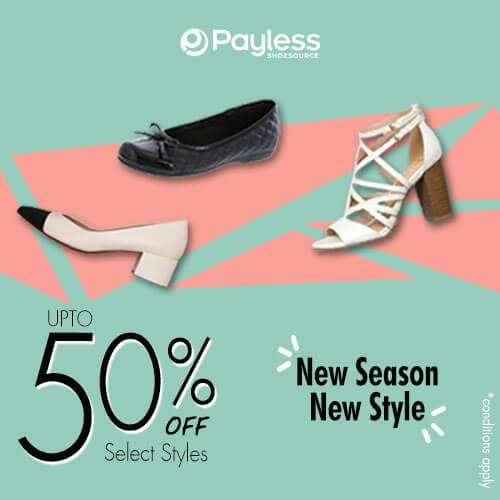 Payless
SHOESOURCE
UPTO
50%
OFF
Select Styles
New Season
New Style
*conditions apply